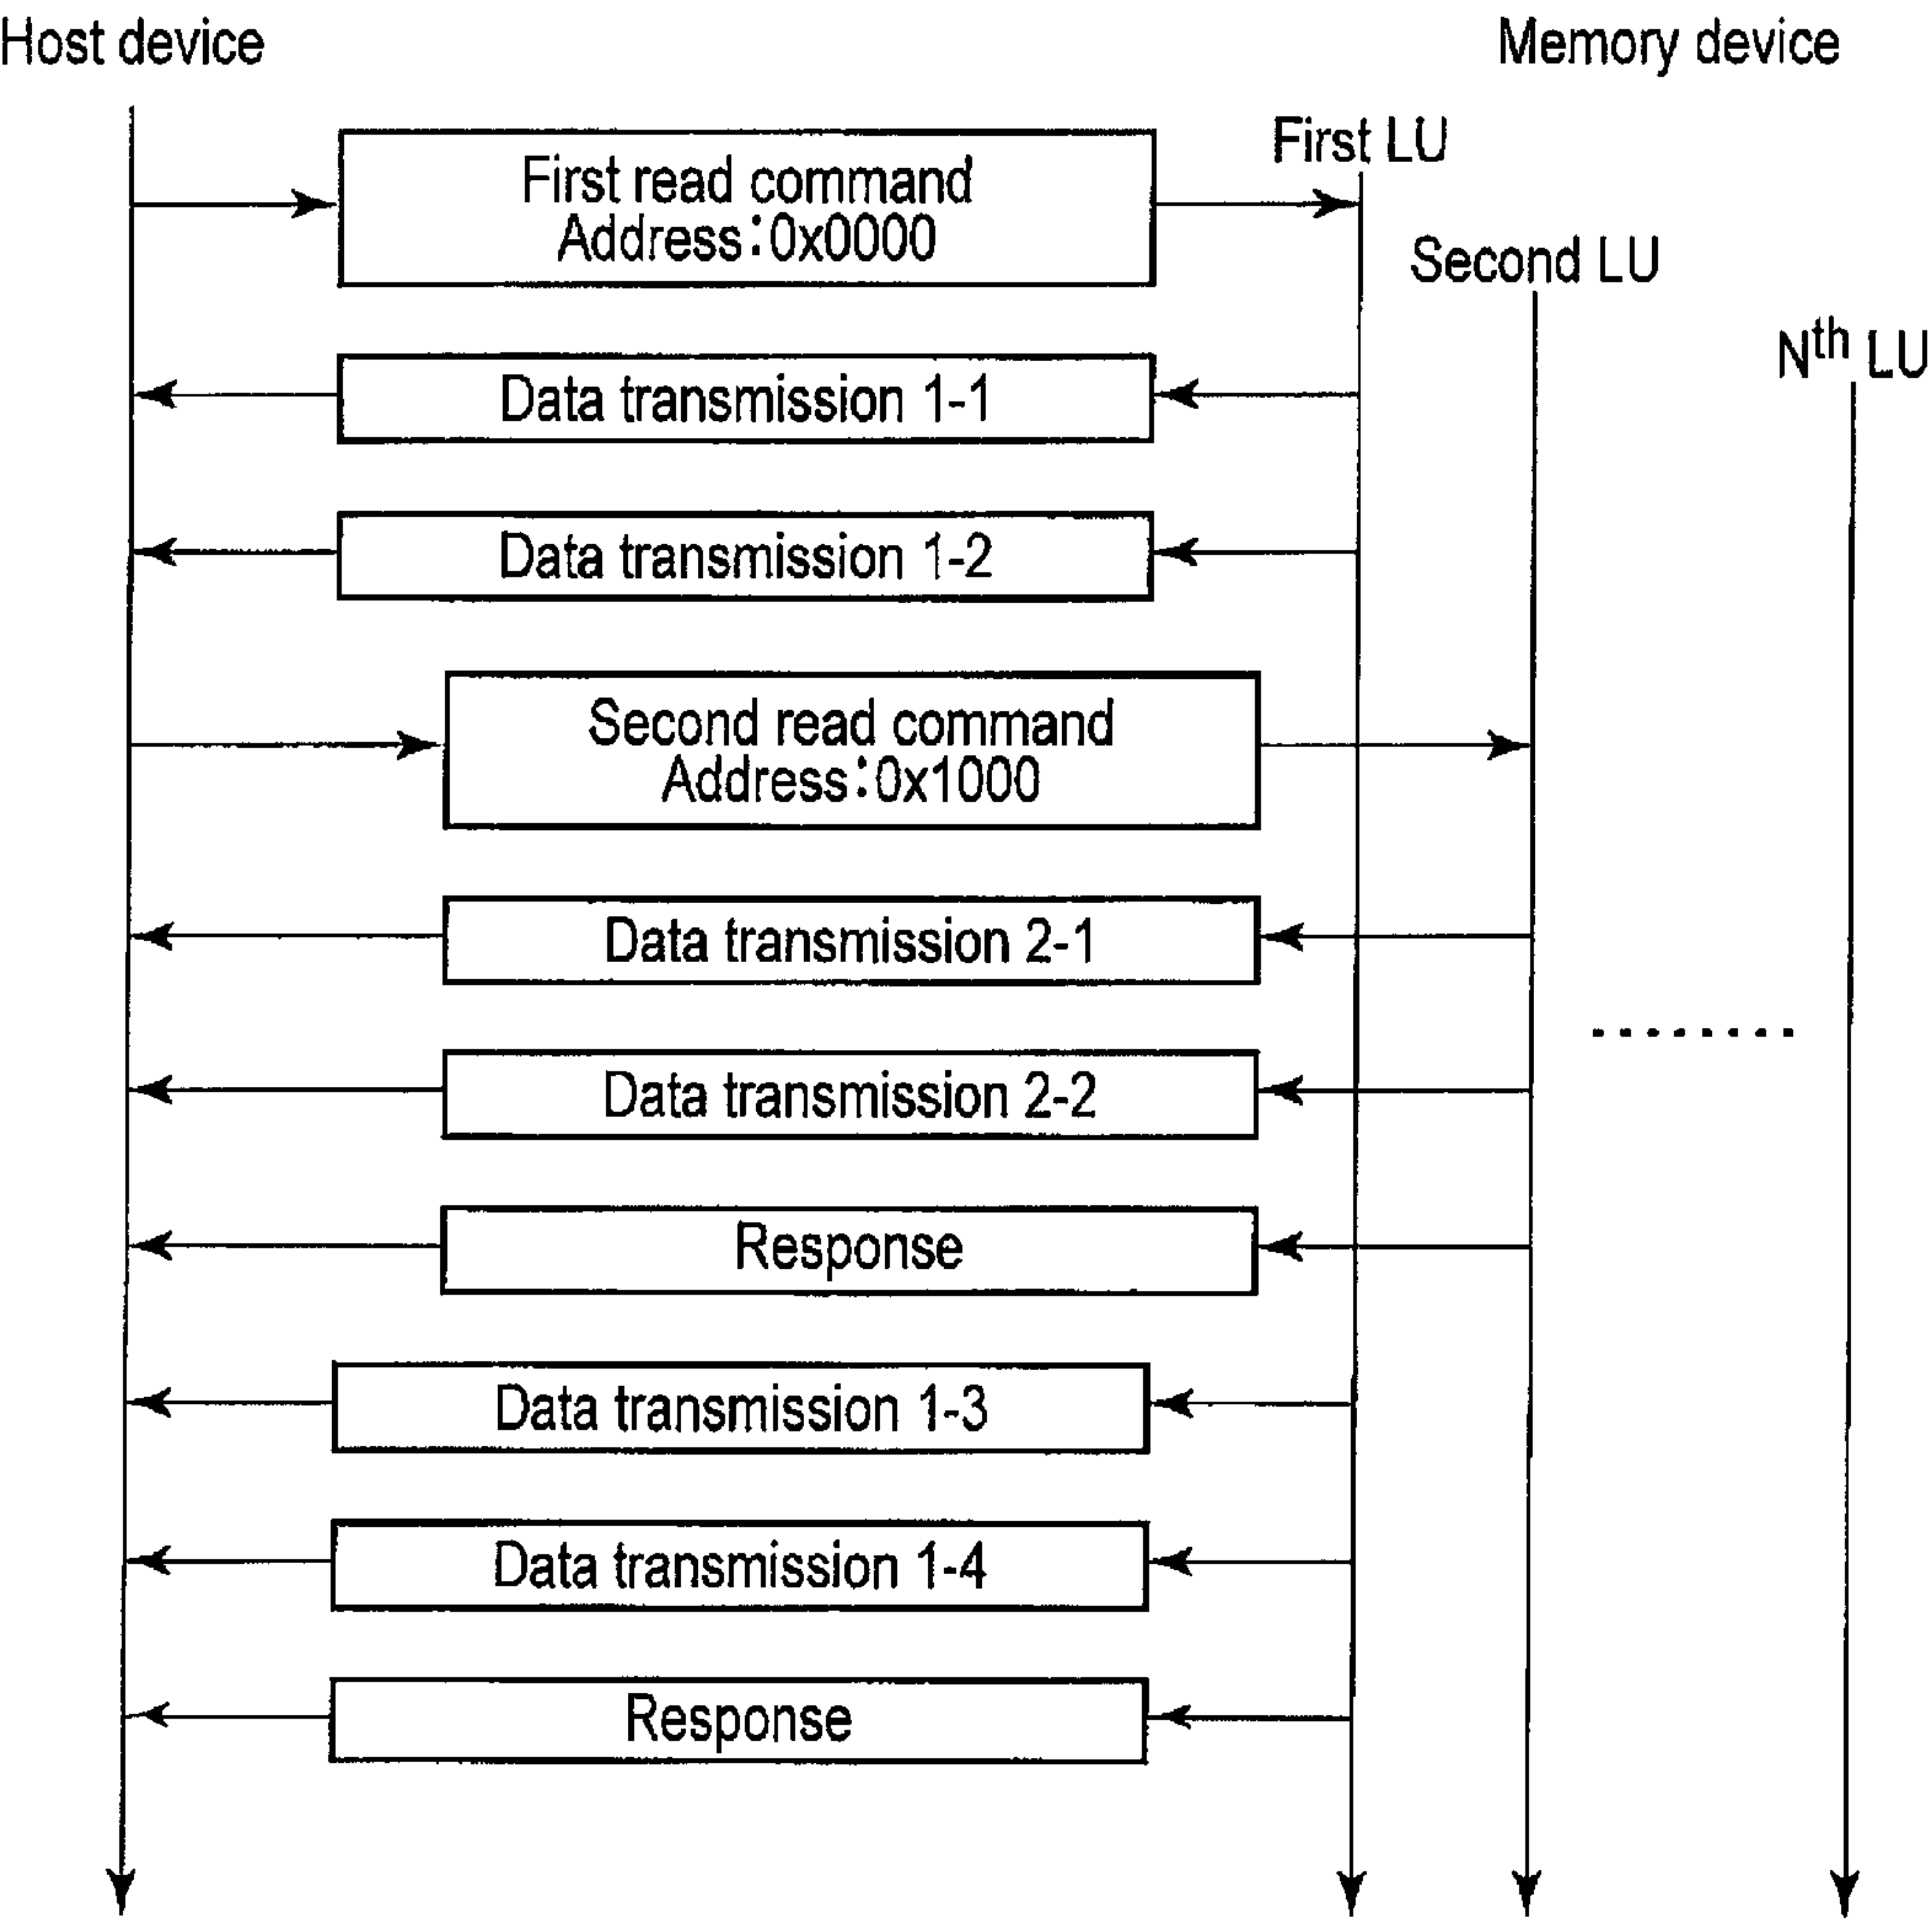 Host device
Memory device
First LU
First read command
Address:0x0000
Second LU
Nth LU
Data transmission 1-1
Data transmission 1-2
Second read command
Address:0x1000
Data transmission 2-1
Data transmission 2-2
Response
Data transmission 1-3
Data transmission 1-4
Response